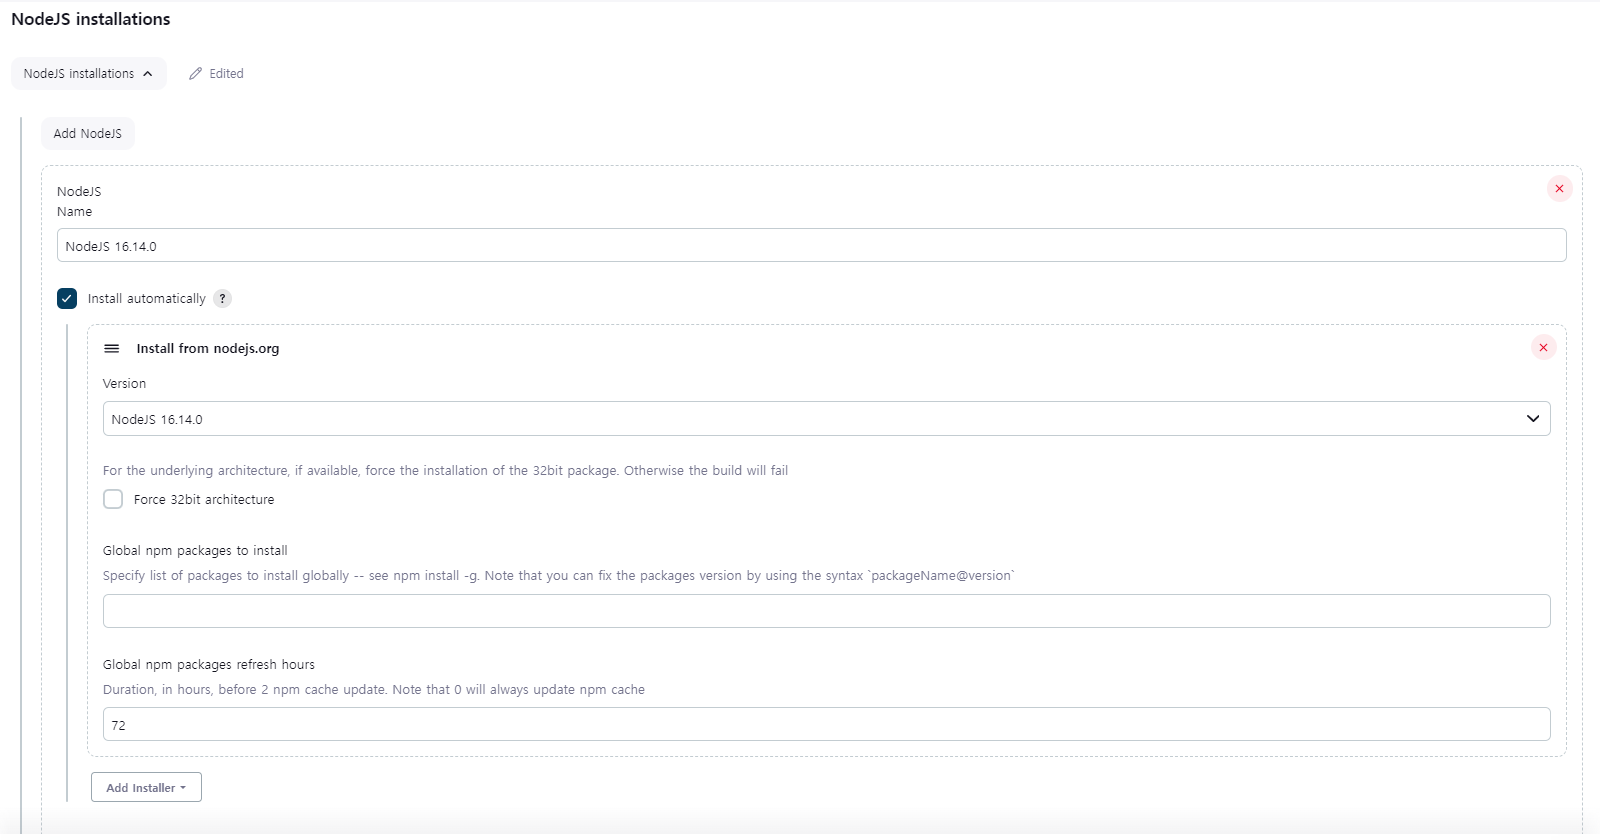 NodeJS installations
NodeJS installations
Edited
Add NodeJS
NodeJS
Name
NodeJS 16.14.0
Install automatically ?
Install from nodejs.org
Version
NodeJS 16.14.0
For the underlying architecture, if available, force the installation of the 32bit package. Otherwise the build will fail
Force 32bit architecture
Global npm packages to install
Specify list of packages to install globally -- see npm install -g. Note that you can fix the packages version by using the syntax `packageName@version`
Global npm packages refresh hours
Duration, in hours, before 2 npm cache update. Note that 0 will always update npm cache
72
Add Installer